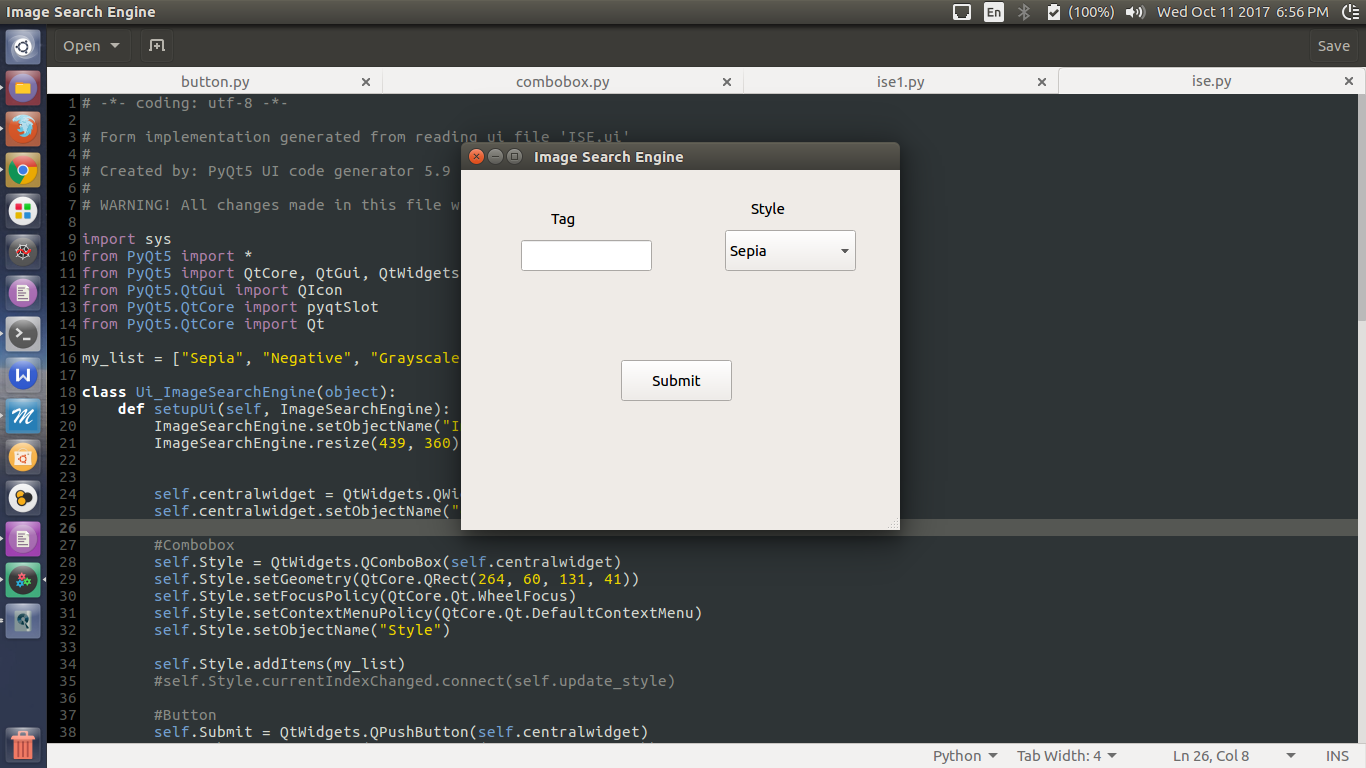 Image Search Engine
En
(100%)
Wed Oct 11 2017 6:56 PM
Open
Save
button.py
combobox.py
ise1.py
ise.py
1 # -*- coding: utf-8 -*-
2
3 # Form implementation generated from reading ui file 'ISE.ui'
4 #
5 # Created by: PyQt5 UI code generator 5.9
6 #
7 # WARNING! All changes made in this file w
8
9 import sys
10 from PyQt5 import *
11 from PyQt5 import QtCore, QtGui, QtWidgets
12 from PyQt5.QtGui import QIcon
13 from PyQt5.QtCore import pyqtSlot
14 from PyQt5.QtCore import Qt
15
16 my_list = ["Sepia", "Negative", "Grayscale
17
18 class Ui_ImageSearchEngine(object):
19 def setupUi(self, ImageSearchEngine):
20 ImageSearchEngine.setObjectName("I
21 ImageSearchEngine.resize(439, 360)
22
23
24 self.centralwidget = QtWidgets.QWi
25 self.centralwidget.setObjectName("
26
27 #Combobox
28 self.Style = QtWidgets.QComboBox(self.centralwidget)
29 self.Style.setGeometry(QtCore.QRect(264, 60, 131, 41))
30 self.Style.setFocusPolicy(QtCore.Qt.WheelFocus)
31 self.Style.setContextMenuPolicy(QtCore.Qt.DefaultContextMenu)
32 self.Style.setObjectName("Style")
33
34 self.Style.addItems(my_list)
35 #self.Style.currentIndexChanged.connect(self.update_style)
36
37 #Button
38 self.Submit = QtWidgets.QPushButton(self.centralwidget)
Image Search Engine
Tag
Style
Sepia
Submit
Python
Tab Width: 4
Ln 26, Col 8
INS